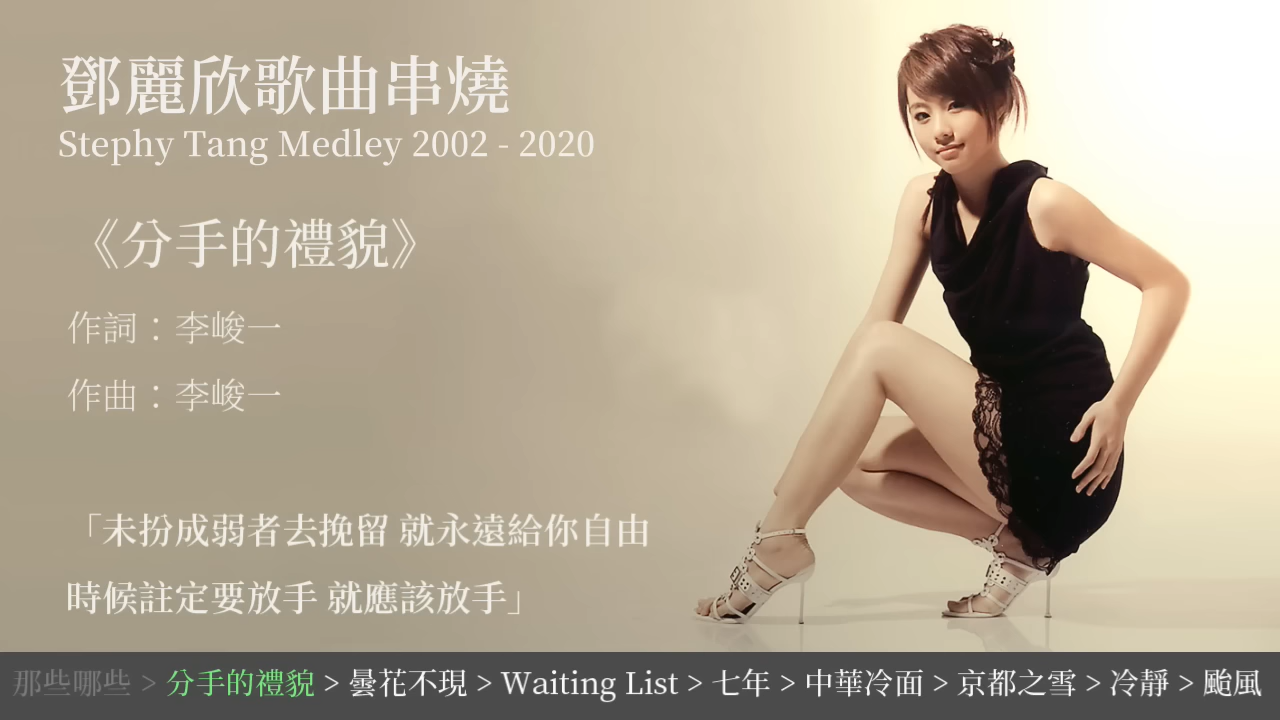 鄧麗欣歌曲串燒
Stephy Tang Medley 2002 - 2020
《分手的禮貌》
作詞：李峻一
作曲：李峻一
「未扮成弱者去挽留 就永遠給你自由
時候註定要放手 就應該放手」
那些哪些 > 分手的禮貌 > 曇花不現 > Waiting List > 七年 > 中華冷面 > 京都之雪 > 冷靜 > 颱風